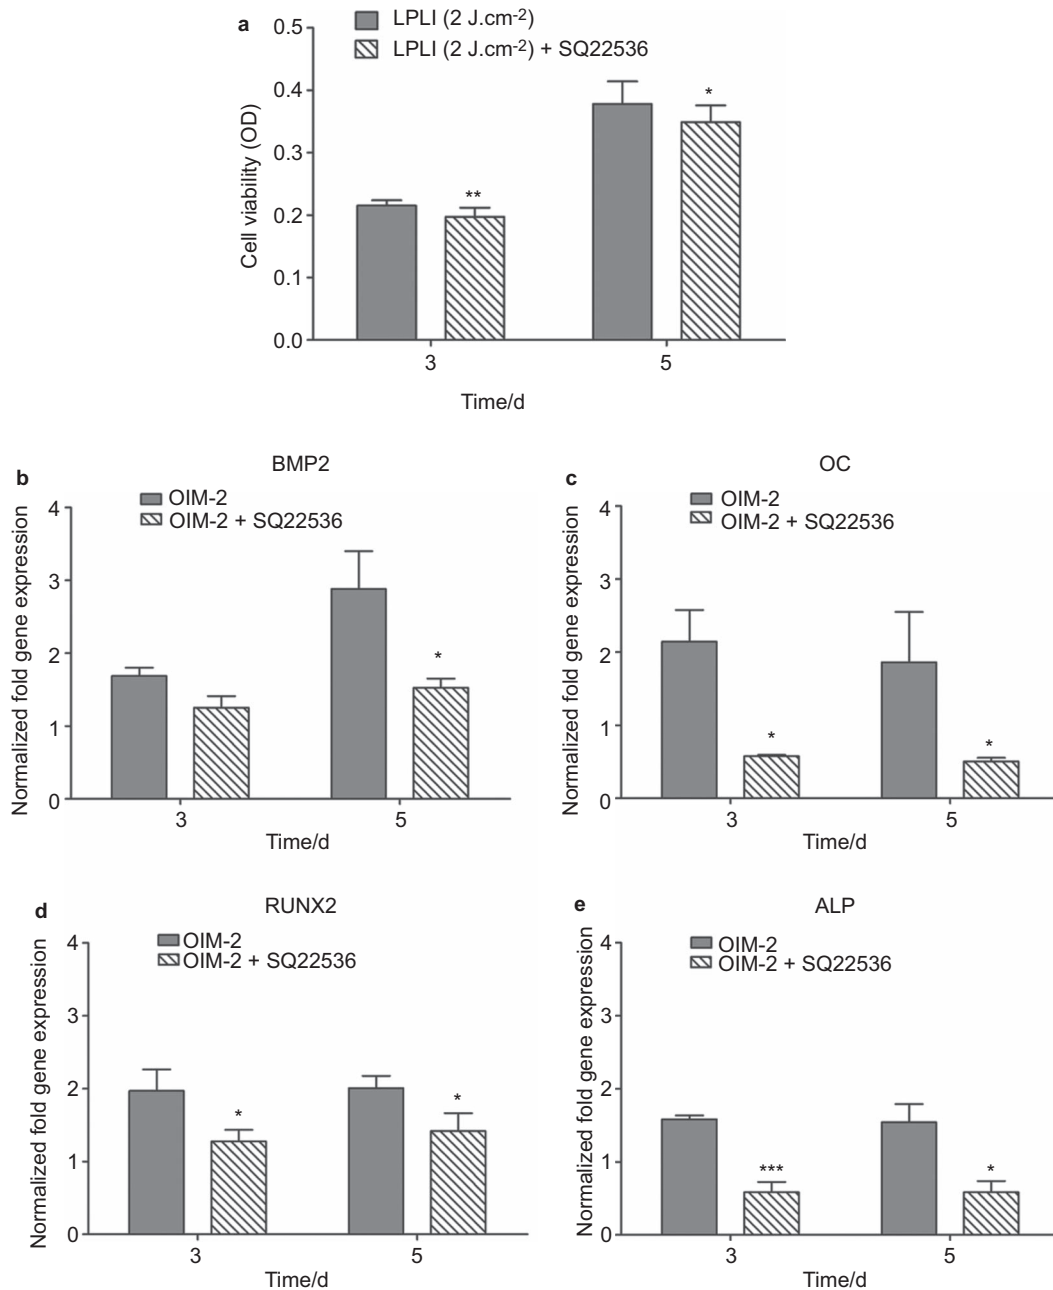 a
LPLI (2 J.cm-2)
LPLI (2 J.cm-2) + SQ22536
Cell viability (OD)
0.5
0.4
0.3
0.2
0.1
0.0
**
*
3 5
Time/d
b
BMP2
OIM-2
OIM-2 + SQ22536
Normalized fold gene expression
4
3
2
1
0
*
3 5
Time/d
c
OC
OIM-2
OIM-2 + SQ22536
Normalized fold gene expression
4
3
2
1
0
*
*
3 5
Time/d
d
RUNX2
OIM-2
OIM-2 + SQ22536
Normalized fold gene expression
4
3
2
1
0
*
*
3 5
Time/d
e
ALP
OIM-2
OIM-2 + SQ22536
Normalized fold gene expression
4
3
2
1
0
***
*
3 5
Time/d